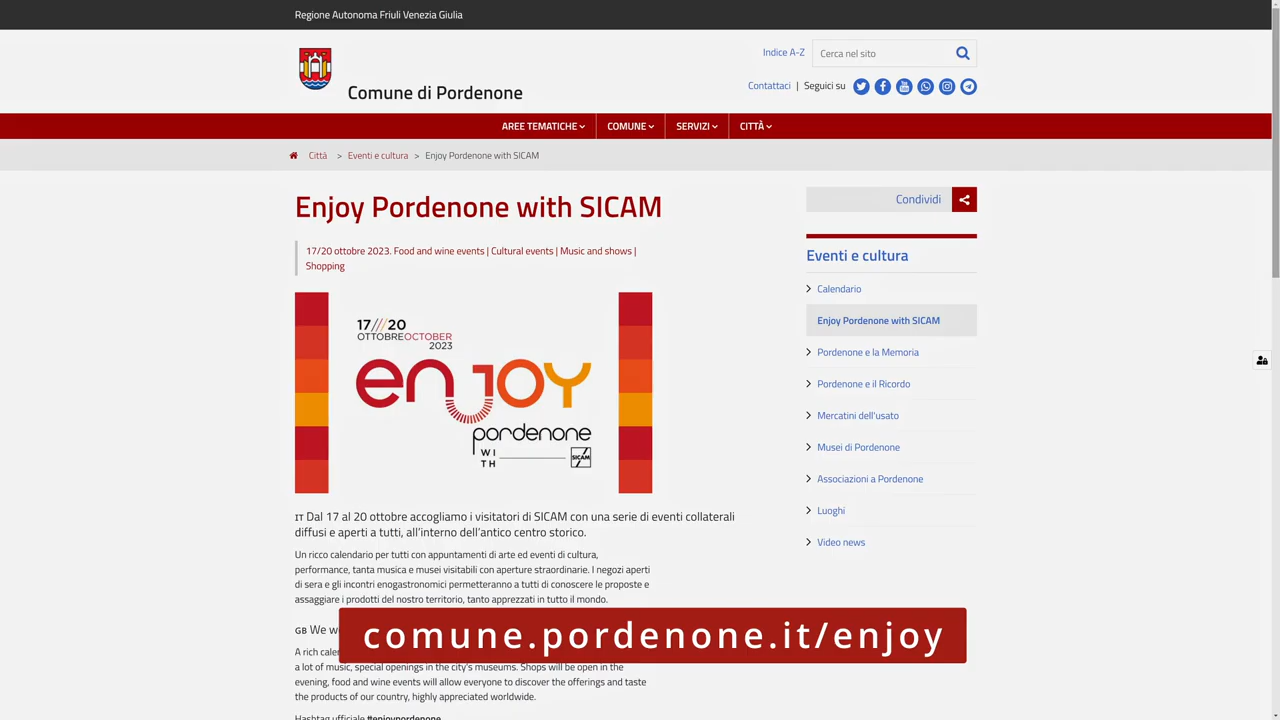 Regione Autonoma Friuli Venezia Giulia
Indice A-Z
Cerca nel sito
Comune di Pordenone
Contattaci | Seguici su
AREE TEMATICHE
COMUNE
SERVIZI
CITTÀ
Città > Eventi e cultura > Enjoy Pordenone with SICAM
Enjoy Pordenone with SICAM
17/20 ottobre 2023. Food and wine events | Cultural events | Music and shows |
Shopping
17///20
OTTOBREOCTOBER
2023
enjoy
pordenone
WI
TH
SICAM
IT Dal 17 al 20 ottobre accogliamo i visitatori di SICAM con una serie di eventi collaterali
diffusi e aperti a tutti, all’interno dell’antico centro storico.
Un ricco calendario per tutti con appuntamenti di arte ed eventi di cultura,
performance, tanta musica e musei visitabili con aperture straordinarie. I negozi aperti
di sera e gli incontri enogastronomici permetteranno a tutti di conoscere le proposte e
assaggiare i prodotti del nostro territorio, tanto apprezzati in tutto il mondo.
GB We
A rich
a lot of music, special openings in the city's museums. Shops will be open in the
evening, food and wine events will allow everyone to discover the offerings and taste
the products of our country, highly appreciated worldwide.
Hashtag ufficiale #enjoypordenone
comune.pordenone.it/enjoy
Condividi
Eventi e cultura
Calendario
Enjoy Pordenone with SICAM
Pordenone e la Memoria
Pordenone e il Ricordo
Mercatini dell'usato
Musei di Pordenone
Associazioni a Pordenone
Luoghi
Video news